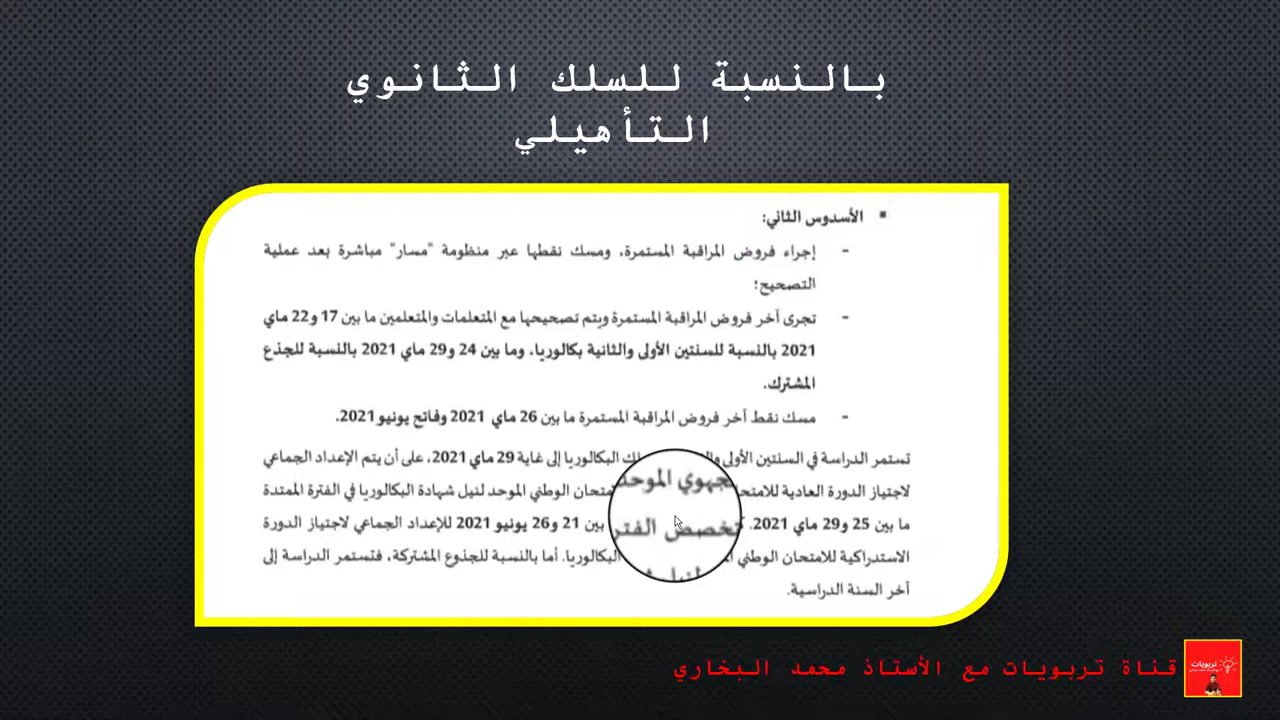 بالنسبة للسلك الثانوي
التأهيلي
▪ الأسدوس الثاني:
- إجراء فروض المراقبة المستمرة، ومسك نقطها عبر منظومة "مسار" مباشرة بعد عملية
التصحيح؛
- تجرى آخر فروض المراقبة المستمرة ويتم تصحيحها مع المتعلمات والمتعلمين ما بين 17 و22 ماي
2021 بالنسبة للسنتين الأولى والثانية بكالوريا، وما بين 24 و29 ماي 2021 بالنسبة للجذع
المشترك.
- مسك نقط آخر فروض المراقبة المستمرة ما بين 26 ماي 2021 وفاتح يونيو 2021.
تستمر الدراسة في السنتين الأولى البكالوريا إلى غاية 29 ماي 2021، على أن يتم الإعداد الجماعي
لاجتياز الدورة العادية الموحد الوطني الموحد لنيل شهادة البكالوريا في الفترة الممتدة
ما بين 25 و29 ماي 2021. تخصص بين 21 و26 يونيو 2021 للإعداد الجماعي لاجتياز الدورة
الاستدراكية للامتحان الوطني البكالوريا. أما بالنسبة للجذوع المشتركة، فتستمر الدراسة إلى
آخر السنة الدراسية.
قناة تربويات مع الأستاذ محمد البخاري
تربويات